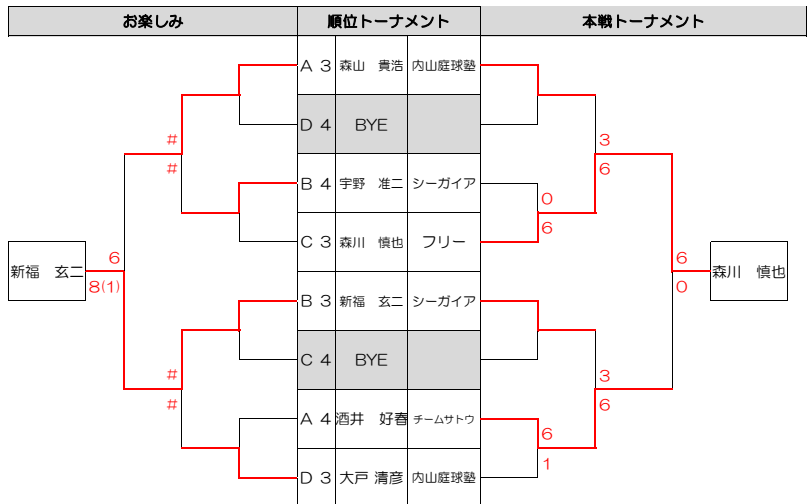 お楽しみ 順位トーナメント 本戦トーナメント
A 3 森山 貴浩 内山庭球塾
D 4 BYE
# 3
# 6
B 4 宇野 准二 シーガイア
0
6
C 3 森川 慎也 フリー
6 6
新福 玄二 森川 慎也
8(1) 0
B 3 新福 玄二 シーガイア
C 4 BYE
# 3
# 6
A 4 酒井 好春 チームサトウ
6
1
D 3 大戸 清彦 内山庭球塾